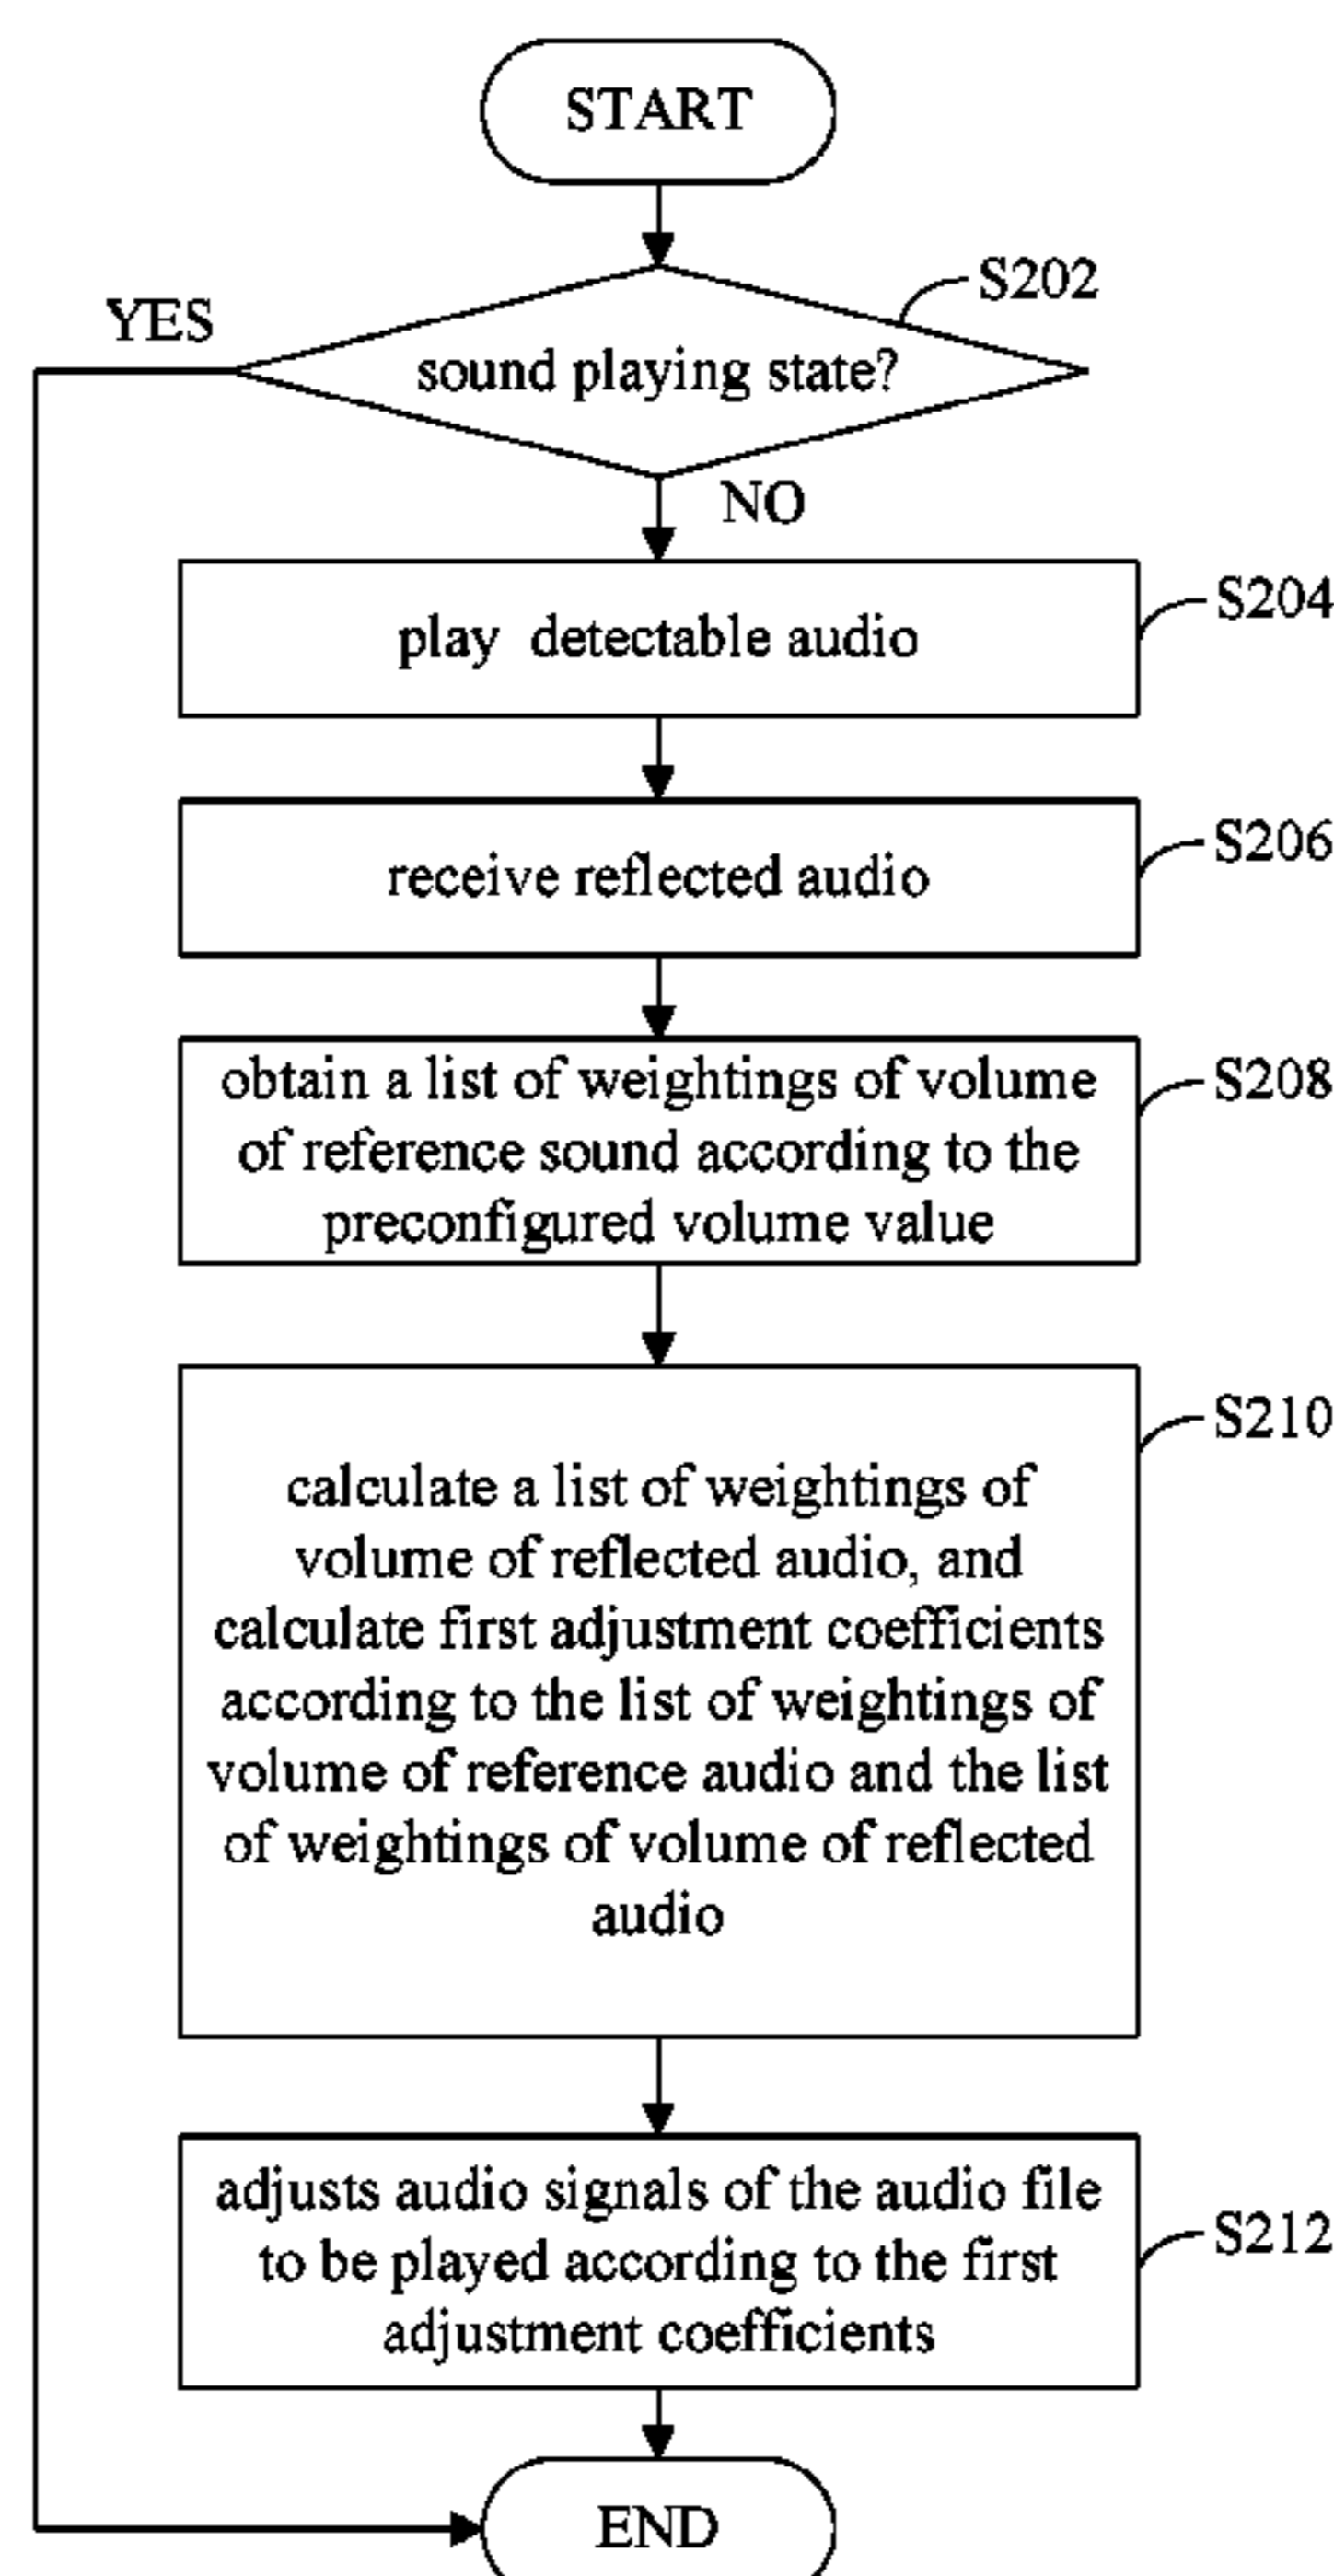 START
S202
YES
sound playing state?
NO
S204
play detectable audio
S206
receive reflected audio
S208
obtain a list of weightings of volume
of reference sound according to the
preconfigured volume value
S210
calculate a list of weightings of
volume of reflected audio, and
calculate first adjustment coefficients
according to the list of weightings of
volume of reference audio and the list
of weightings of volume of reflected
audio
S212
adjusts audio signals of the audio file
to be played according to the first
adjustment coefficients
END